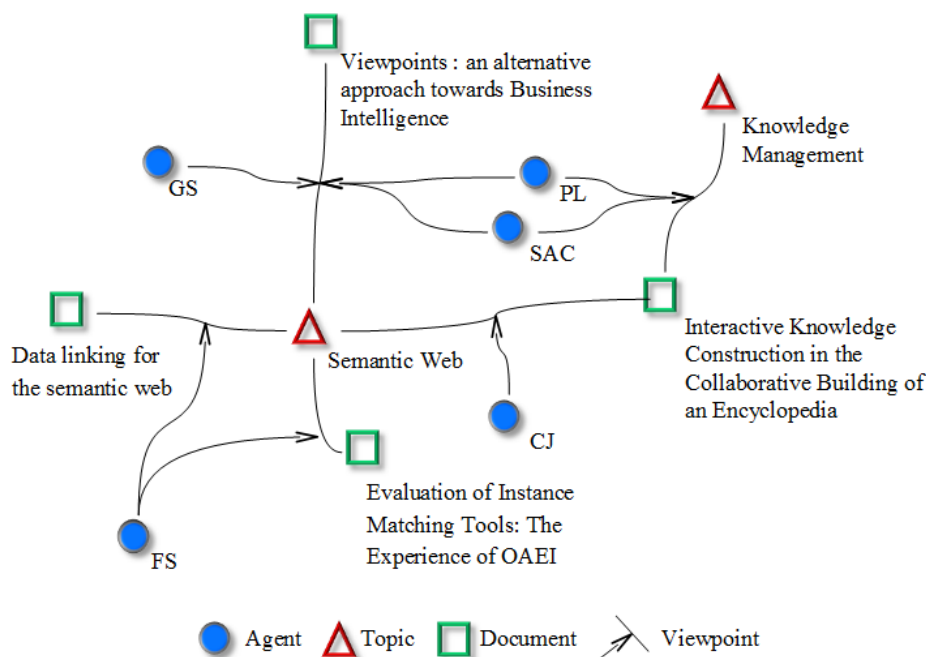 Viewpoints : an alternative
approach towards Business
Intelligence
Knowledge
Management
GS
PL
SAC
Data linking for
the semantic web
Semantic Web
Interactive Knowledge
Construction in the
Collaborative Building of
an Encyclopedia
CJ
Evaluation of Instance
Matching Tools: The
Experience of OAEI
FS
Agent
Topic
Document
Viewpoint